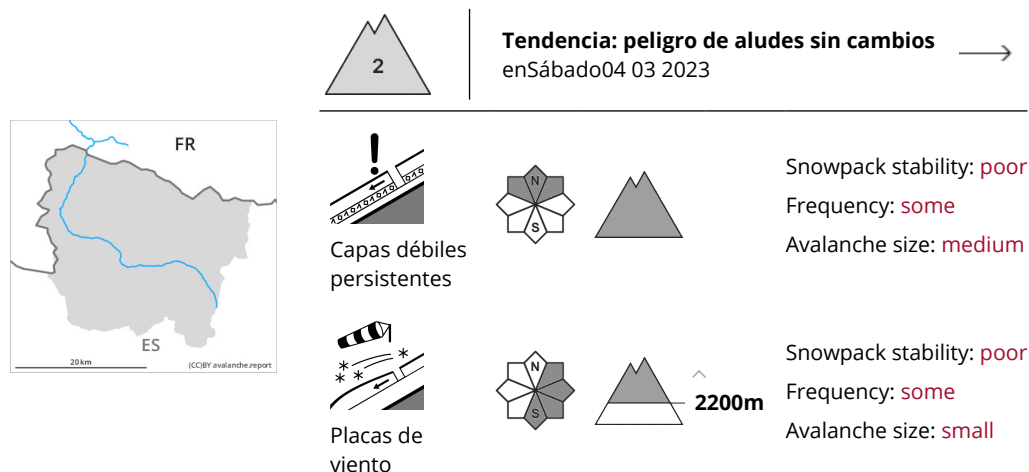 2
Tendencia: peligro de aludes sin cambios
enSábado04 03 2023
FR
ES
20 km
(CC)BY avalanche.report
Capas débiles
persistentes
N
S
Snowpack stability: poor
Frequency: some
Avalanche size: medium
Placas de
viento
N
S
2200m
Snowpack stability: poor
Frequency: some
Avalanche size: small